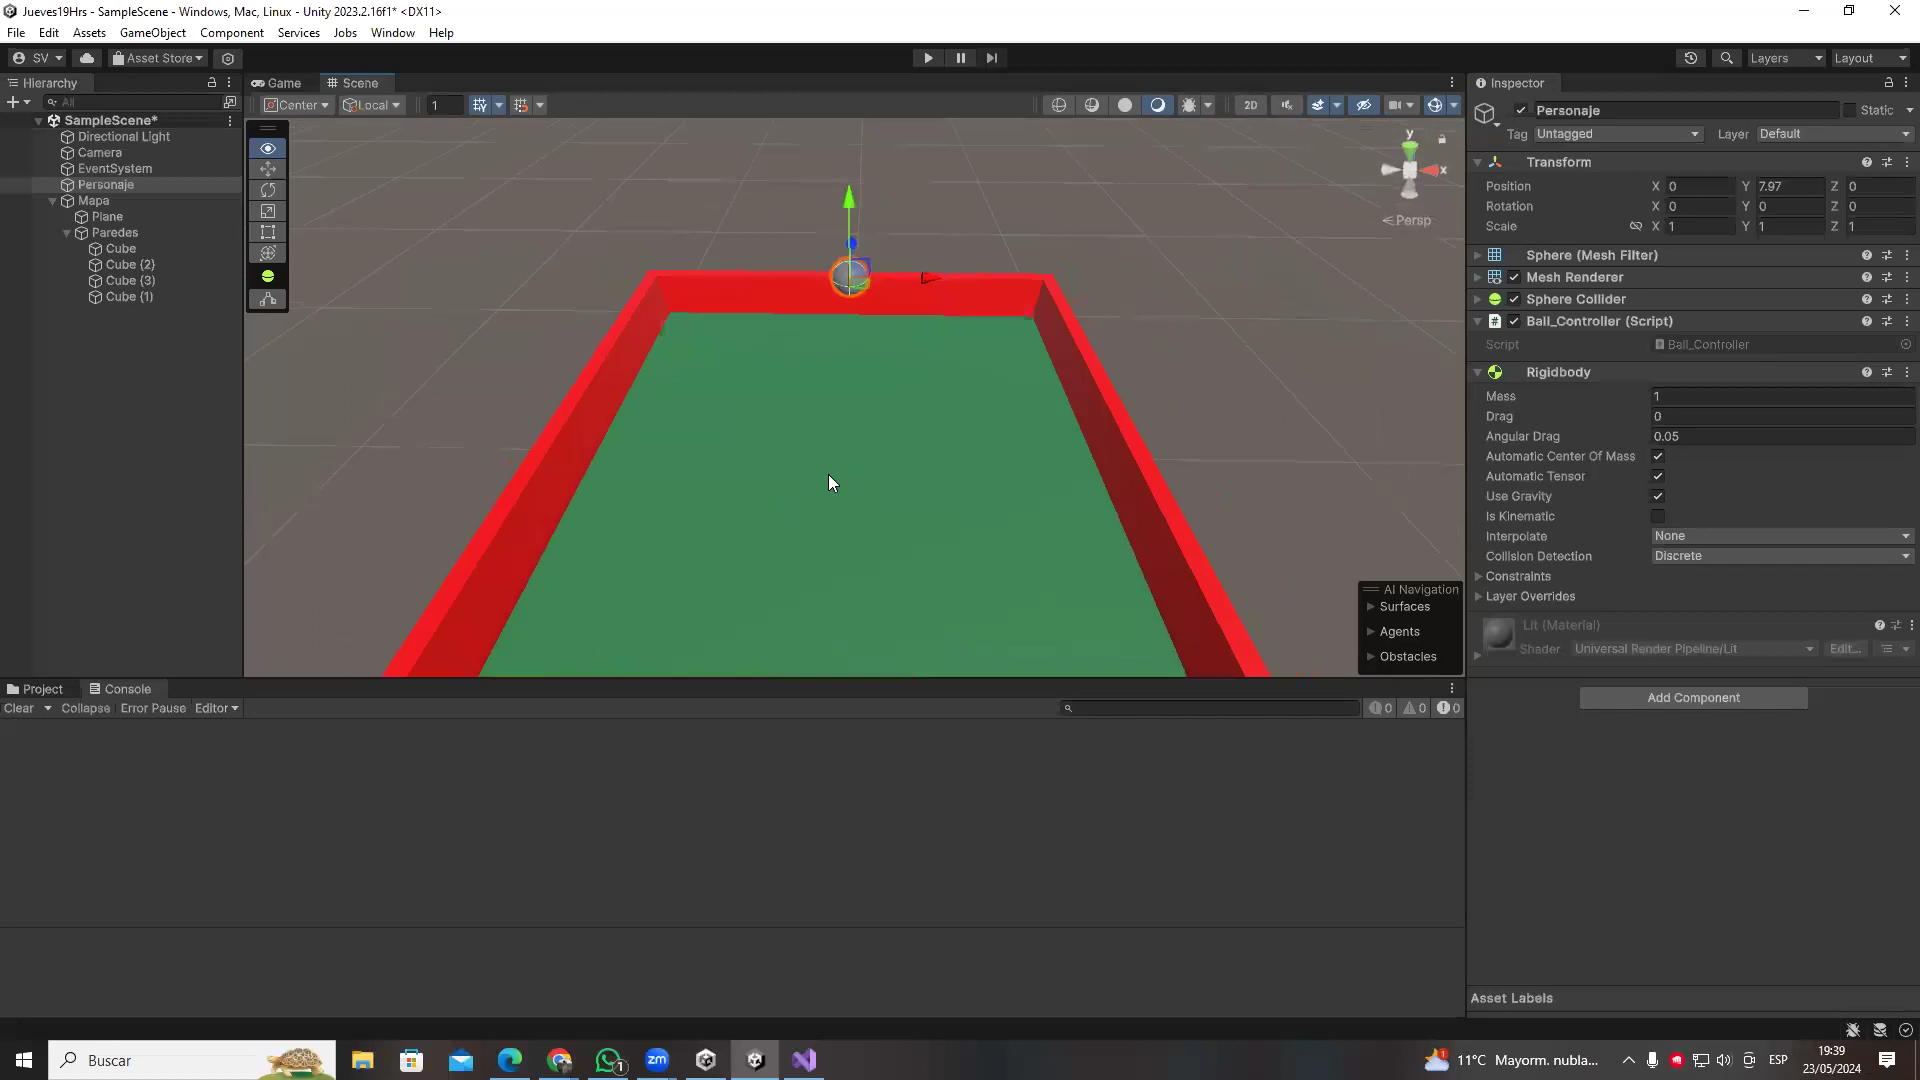 Jueves19Hrs - SampleScene - Windows, Mac, Linux - Unity 2023.2.16f1* <DX11>
File Edit Assets GameObject Component Services Jobs Window Help
SV Asset Store Layers Layout
Hierarchy Game Scene Inspector
All Center Local 1 2D
SampleScene*
Directional Light
Camera
EventSystem
Personaje
Mapa
Plane
Paredes
Cube
Cube (2)
Cube (3)
Cube (1)
y
x
Persp
AI Navigation
Surfaces
Agents
Obstacles
Personaje Static
Tag Untagged Layer Default
Transform
Position X 0 Y 7.97 Z 0
Rotation X 0 Y 0 Z 0
Scale X 1 Y 1 Z 1
Sphere (Mesh Filter)
Mesh Renderer
Sphere Collider
# Ball_Controller (Script)
Script Ball_Controller
Rigidbody
Mass 1
Drag 0
Angular Drag 0.05
Automatic Center Of Mass
Automatic Tensor
Use Gravity
Is Kinematic
Interpolate None
Collision Detection Discrete
Constraints
Layer Overrides
Lit (Material)
Shader Universal Render Pipeline/Lit Edit...
Add Component
Asset Labels
Project Console
Clear Collapse Error Pause Editor 0 0 0
Buscar
1
zm
1
11°C Mayorm. nubla...
ESP
19:39
23/05/2024